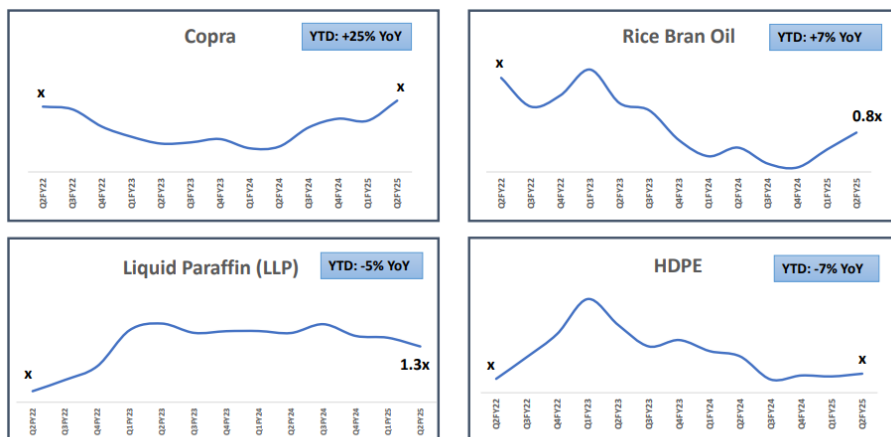 Copra
YTD: +25% YoY
x
x
Q2FY22
Q3FY22
Q4FY22
Q1FY23
Q2FY23
Q3FY23
Q4FY23
Q1FY24
Q2FY24
Q3FY24
Q4FY24
Q1FY25
Q2FY25
Rice Bran Oil
YTD: +7% YoY
x
0.8x
Q2FY22
Q3FY22
Q4FY22
Q1FY23
Q2FY23
Q3FY23
Q4FY23
Q1FY24
Q2FY24
Q3FY24
Q4FY24
Q1FY25
Q2FY25
Liquid Paraffin (LLP)
YTD: -5% YoY
x
1.3x
Q2FY22
Q3FY22
Q4FY22
Q1FY23
Q2FY23
Q3FY23
Q4FY23
Q1FY24
Q2FY24
Q3FY24
Q4FY24
Q1FY25
Q2FY25
HDPE
YTD: -7% YoY
x
x
Q2FY22
Q3FY22
Q4FY22
Q1FY23
Q2FY23
Q3FY23
Q4FY23
Q1FY24
Q2FY24
Q3FY24
Q4FY24
Q1FY25
Q2FY25